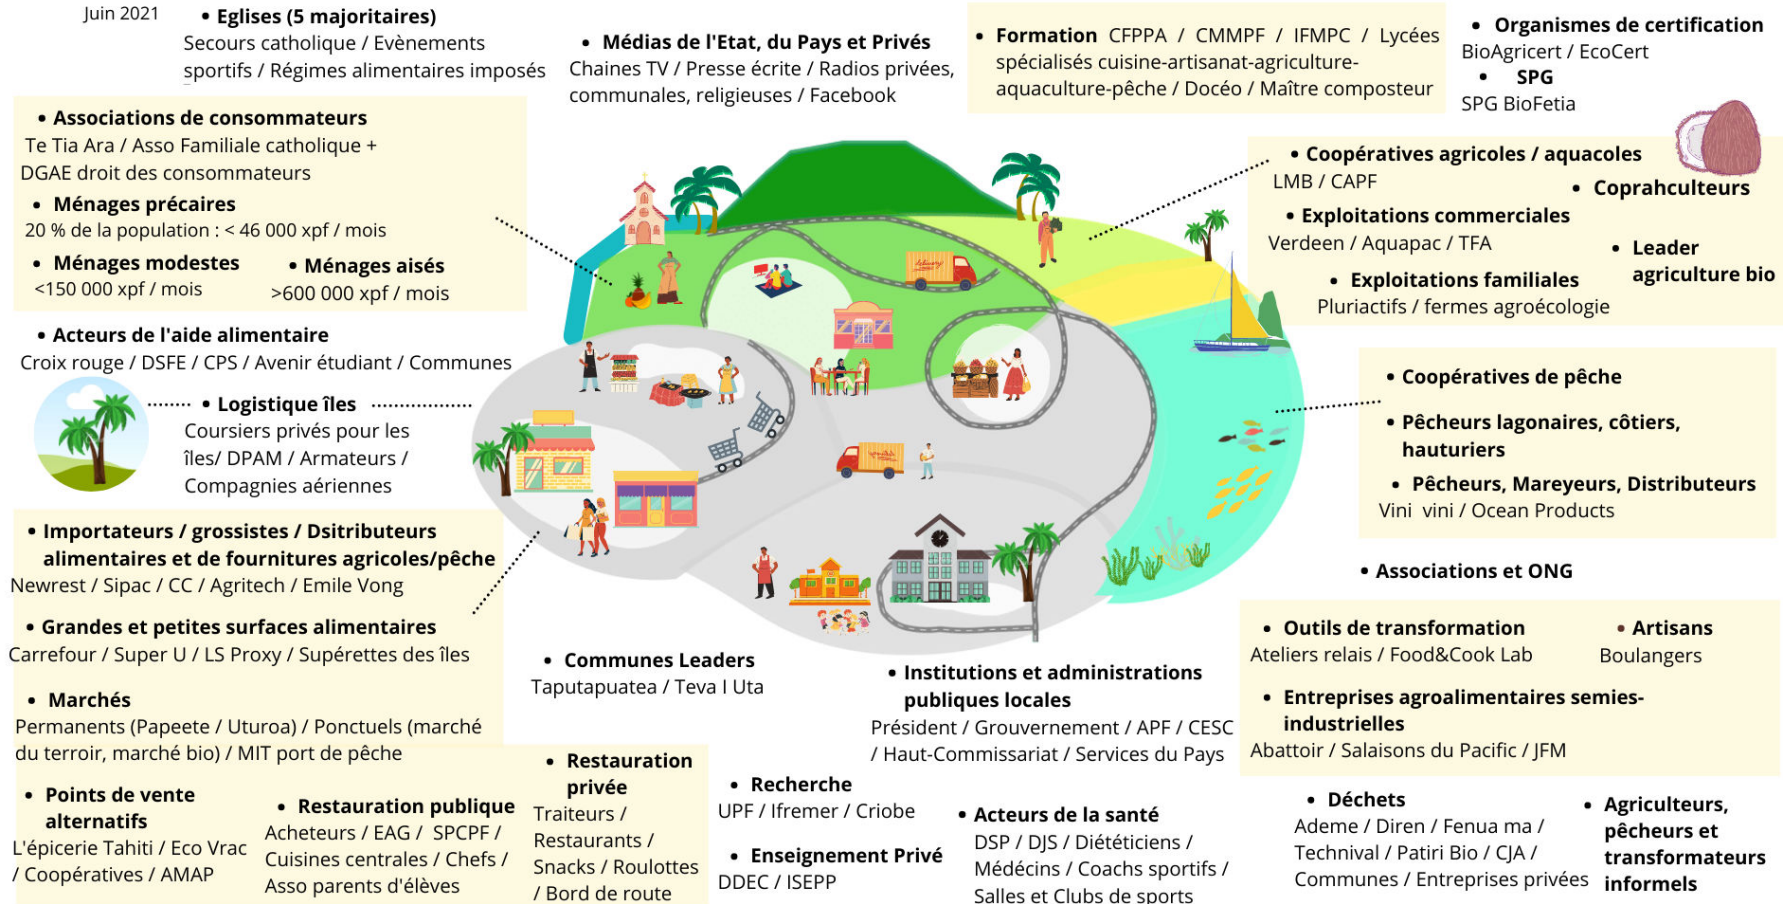 Juin 2021
• Eglises (5 majoritaires)
Secours catholique / Evènements
sportifs / Régimes alimentaires imposés
• Médias de l'Etat, du Pays et Privés
Chaines TV / Presse écrite / Radios privées,
communales, religieuses / Facebook
• Formation CFPPA / CMMPF / IFMPC / Lycées
spécialisés cuisine-artisanat-agriculture-
aquaculture-pêche / Docéo / Maître composteur
• Organismes de certification
BioAgricert / EcoCert
• SPG
SPG BioFetia
• Associations de consommateurs
Te Tia Ara / Asso Familiale catholique +
DGAE droit des consommateurs
• Ménages précaires
20 % de la population : < 46 000 xpf / mois
• Ménages modestes
<150 000 xpf / mois
• Ménages aisés
>600 000 xpf / mois
• Coopératives agricoles / aquacoles
LMB / CAPF
• Coprahculteurs
• Exploitations commerciales
Verdeen / Aquapac / TFA
• Leader
agriculture bio
• Exploitations familiales
Pluriactifs / fermes agroécologie
• Acteurs de l'aide alimentaire
Croix rouge / DSFE / CPS / Avenir étudiant / Communes
• Logistique îles
Coursiers privés pour les
îles/ DPAM / Armateurs /
Compagnies aériennes
• Coopératives de pêche
• Pêcheurs lagonaires, côtiers,
hauturiers
• Pêcheurs, Mareyeurs, Distributeurs
Vini vini / Ocean Products
• Importateurs / grossistes / Dsitributeurs
alimentaires et de fournitures agricoles/pêche
Newrest / Sipac / CC / Agritech / Emile Vong
• Grandes et petites surfaces alimentaires
Carrefour / Super U / LS Proxy / Supérettes des îles
• Marchés
Permanents (Papeete / Uturoa) / Ponctuels (marché
du terroir, marché bio) / MIT port de pêche
• Associations et ONG
• Outils de transformation
Ateliers relais / Food&Cook Lab
• Artisans
Boulangers
• Entreprises agroalimentaires semies-
industrielles
Abattoir / Salaisons du Pacific / JFM
• Communes Leaders
Taputapuatea / Teva I Uta
• Institutions et administrations
publiques locales
Président / Grouvernement / APF / CESC
/ Haut-Commissariat / Services du Pays
• Points de vente
alternatifs
L'épicerie Tahiti / Eco Vrac
/ Coopératives / AMAP
• Restauration publique
Acheteurs / EAG / SPCPF /
Cuisines centrales / Chefs /
Asso parents d'élèves
• Restauration
privée
Traiteurs /
Restaurants /
Snacks / Roulottes
/ Bord de route
• Recherche
UPF / Ifremer / Criobe
• Enseignement Privé
DDEC / ISEPP
• Acteurs de la santé
DSP / DJS / Diététiciens /
Médécins / Coachs sportifs /
Salles et Clubs de sports
• Déchets
Ademe / Diren / Fenua ma /
Technival / Patiri Bio / CJA /
Communes / Entreprises privées
• Agriculteurs,
pêcheurs et
transformateurs
informels